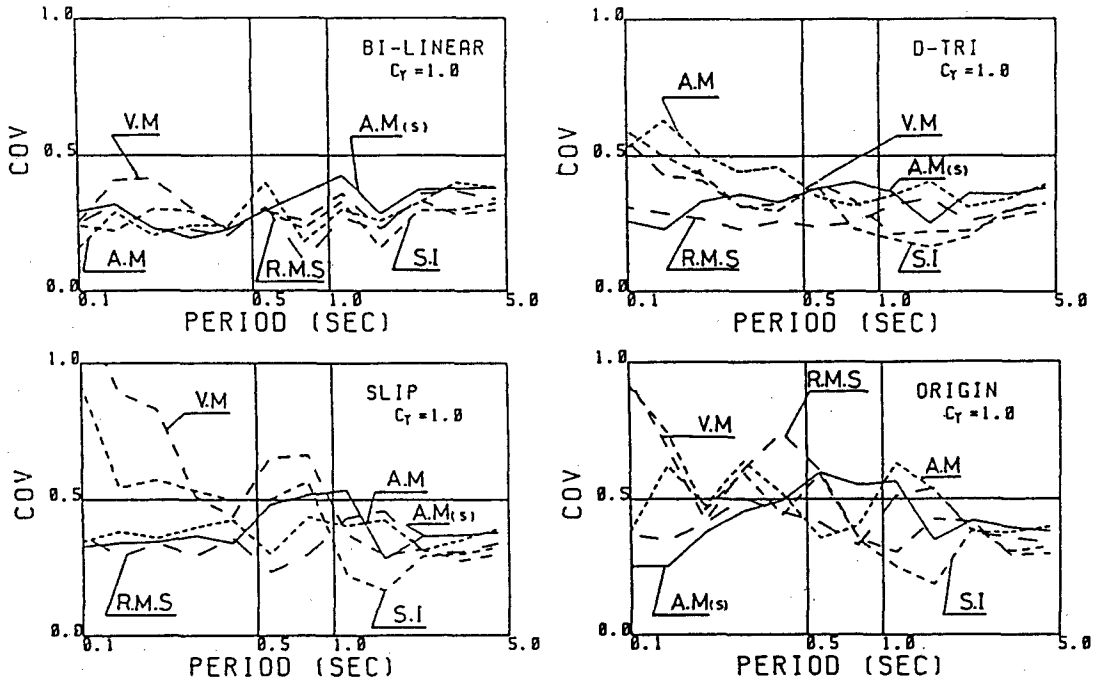 1.0
BI-LINEAR
Cγ =1.0
V.M
A.M(S)
COV
0.5
A.M
R.M.S
S.I
0.0
0.1
0.5
1.0
5.0
PERIOD (SEC)
1.0
D-TRI
Cγ =1.0
A.M
V.M
COV
0.5
A.M(S)
R.M.S
S.I
0.0
0.1
0.5
1.0
5.0
PERIOD (SEC)
1.0
SLIP
Cγ =1.0
V.M
A.M
COV
0.5
A.M(S)
R.M.S
S.I
0.0
0.1
0.5
1.0
5.0
PERIOD (SEC)
1.0
R.M.S
ORIGIN
Cγ =1.0
V.M
A.M
COV
0.5
A.M(S)
S.I
0.0
0.1
0.5
1.0
5.0
PERIOD (SEC)